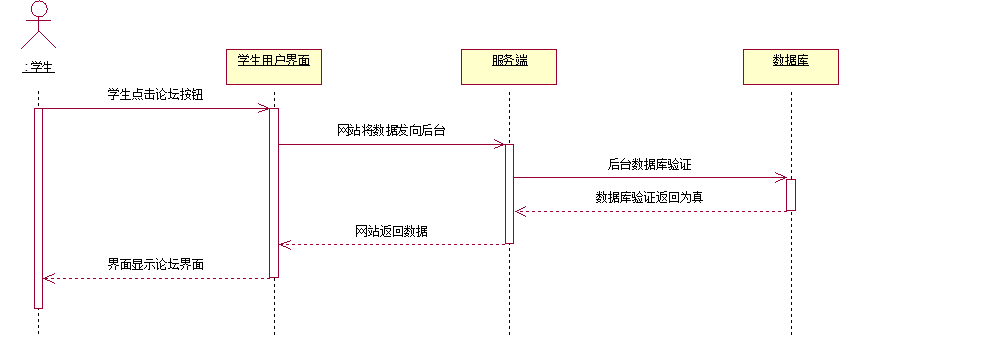 学生用户界面
服务端
数据库
: 学生
学生点击论坛按钮
网站将数据发向后台
后台数据库验证
数据库验证返回为真
网站返回数据
界面显示论坛界面